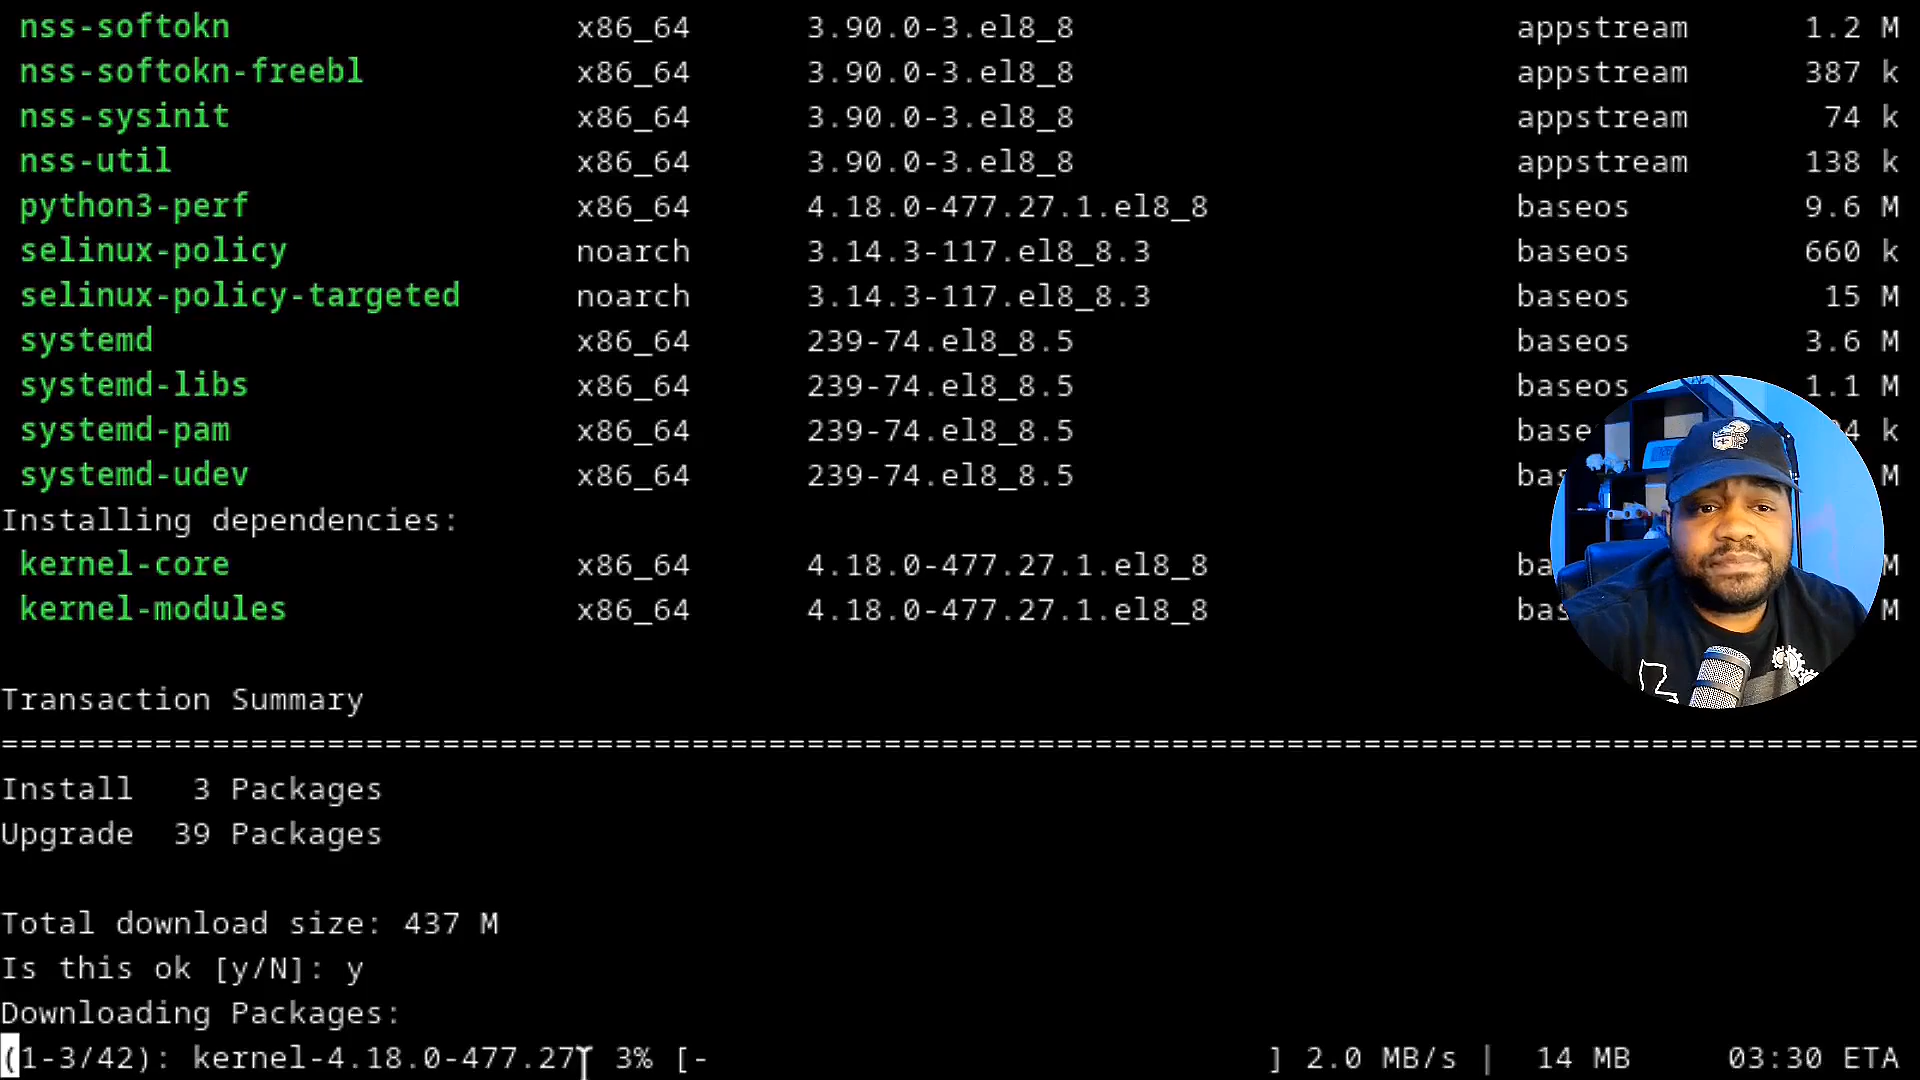 nss-softokn x86_64 3.90.0-3.el8_8 appstream 1.2 M
nss-softokn-freebl x86_64 3.90.0-3.el8_8 appstream 387 k
nss-sysinit x86_64 3.90.0-3.el8_8 appstream 74 k
nss-util x86_64 3.90.0-3.el8_8 appstream 138 k
python3-perf x86_64 4.18.0-477.27.1.el8_8 baseos 9.6 M
selinux-policy noarch 3.14.3-117.el8_8.3 baseos 660 k
selinux-policy-targeted noarch 3.14.3-117.el8_8.3 baseos 15 M
systemd x86_64 239-74.el8_8.5 baseos 3.6 M
systemd-libs x86_64 239-74.el8_8.5 baseos 1.1 M
systemd-pam x86_64 239-74.el8_8.5 base 4 k
systemd-udev x86_64 239-74.el8_8.5 bas M
Installing dependencies:
kernel-core x86_64 4.18.0-477.27.1.el8_8 ba M
kernel-modules x86_64 4.18.0-477.27.1.el8_8 bas M
Transaction Summary
====================================================================================================
Install 3 Packages
Upgrade 39 Packages
Total download size: 437 M
Is this ok [y/N]: y
Downloading Packages:
(1-3/42): kernel-4.18.0-477.27 3% [- ] 2.0 MB/s | 14 MB 03:30 ETA